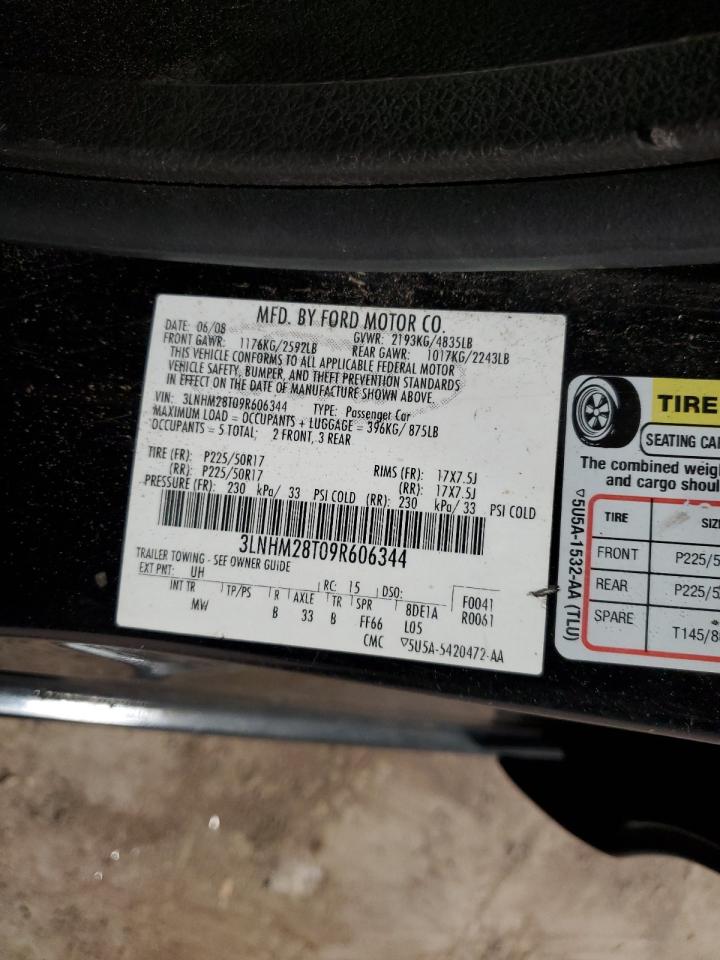 MFD. BY FORD MOTOR CO.
DATE: 06/08 GVWR: 2193KG/4835LB
FRONT GAWR: 1176KG/2592LB REAR GAWR: 1017KG/2243LB
THIS VEHICLE CONFORMS TO ALL APPLICABLE FEDERAL MOTOR
VEHICLE SAFETY, BUMPER, AND THEFT PREVENTION STANDARDS
IN EFFECT ON THE DATE OF MANUFACTURE SHOWN ABOVE.
VIN: 3LNHM28T09R606344 TYPE: Passenger Car
MAXIMUM LOAD = OCCUPANTS + LUGGAGE = 396KG/ 875LB
OCCUPANTS = 5 TOTAL; 2 FRONT, 3 REAR
TIRE (FR): P225/50R17 RIMS (FR): 17X7.5J
(RR): P225/50R17 (RR): 17X7.5J
PRESSURE (FR): 230 kPa/ 33 PSI COLD (RR): 230 kPa/ 33 PSI COLD
3LNHM28T09R606344
TRAILER TOWING - SEE OWNER GUIDE
EXT PNT: UH RC: 15 DSO: F0041
INT TR TP/PS R AXLE TR SPR 8DE1A R0061
MW B 33 B FF66 L05
CMC ▽5U5A-5420472-AA
TIRE
SEATING CA
The combined weig
and cargo shou
TIRE SIZ
FRONT P225/5
REAR P225/5
SPARE T145/8
▽5U5A-1532-AA (TLU)